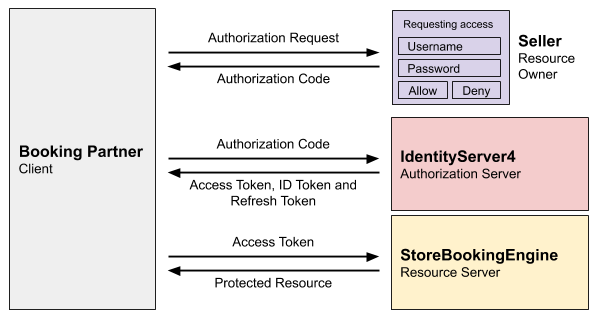 Booking Partner
Client
Authorization Request
Authorization Code
Requesting access
Username
Password
Allow
Deny
Seller
Resource
Owner
Authorization Code
Access Token, ID Token and
Refresh Token
IdentityServer4
Authorization Server
Access Token
Protected Resource
StoreBookingEngine
Resource Server